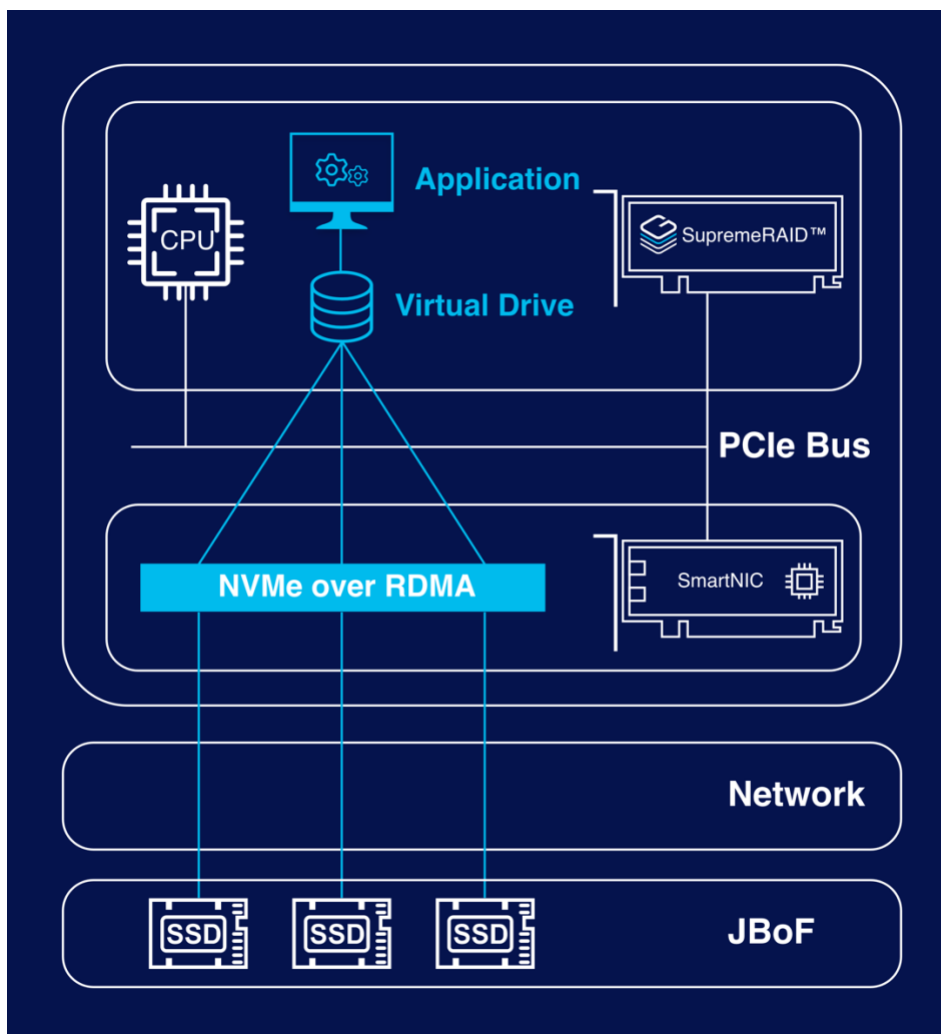 Application
CPU
SupremeRAID™
Virtual Drive
PCIe Bus
NVMe over RDMA
SmartNIC
Network
SSD
SSD
SSD
JBoF